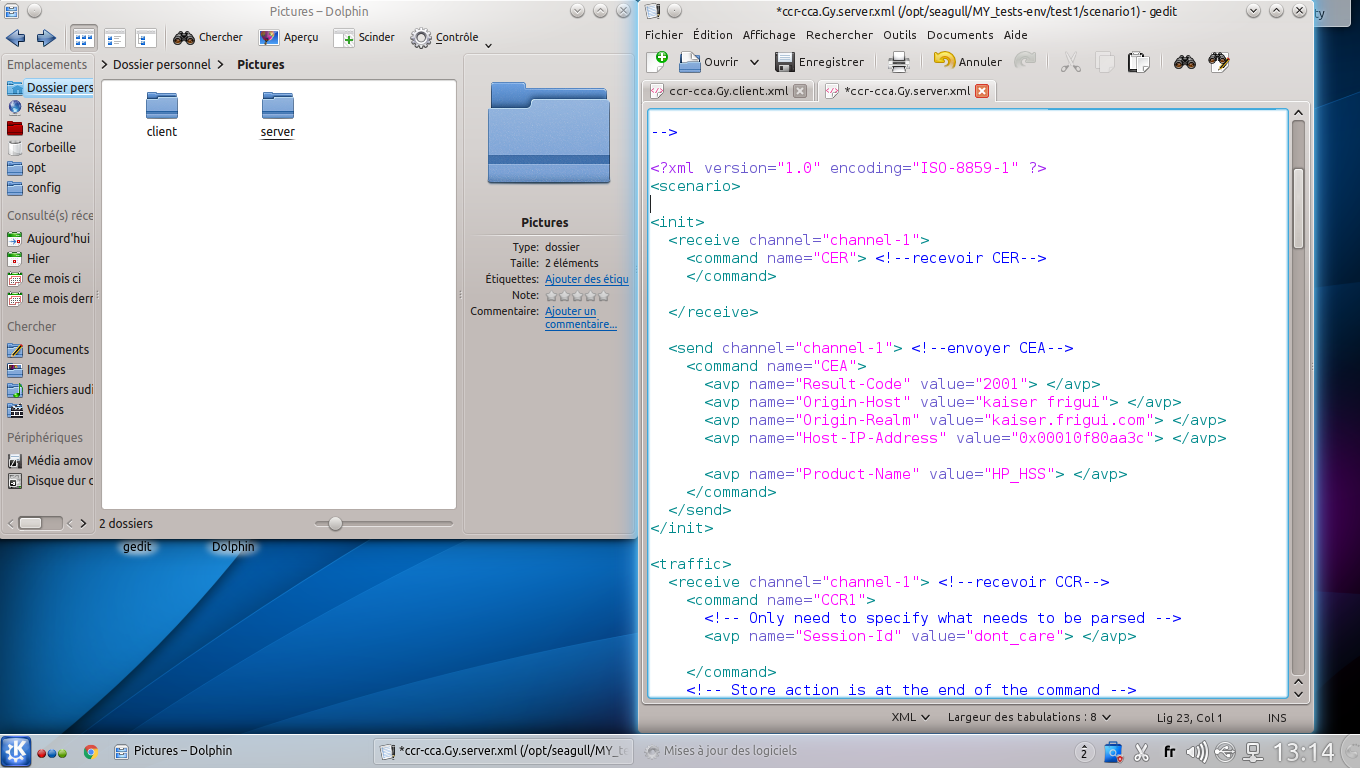 Pictures – Dolphin
Chercher
Aperçu
Scinder
Contrôle
Emplacements
Dossier pers
Réseau
Racine
Corbeille
opt
config
Consulté(s) réce
Aujourd'hui
Hier
Ce mois ci
Le mois derr
Chercher
Documents
Images
Fichiers audi
Vidéos
Périphériques
Média amov
Disque dur c
Dossier personnel
Pictures
client
server
Pictures
Type: dossier
Taille: 2 éléments
Étiquettes: Ajouter des étiqu
Note:
Commentaire: Ajouter un
commentaire...
2 dossiers
gedit
Dolphin
*ccr-cca.Gy.server.xml (/opt/seagull/MY_tests-env/test1/scenario1) - gedit
Fichier Édition Affichage Rechercher Outils Documents Aide
Ouvrir
Enregistrer
Annuler
ccr-cca.Gy.client.xml
*ccr-cca.Gy.server.xml
-->
<?xml version="1.0" encoding="ISO-8859-1" ?>
<scenario>
<init>
<receive channel="channel-1">
<command name="CER"> <!--recevoir CER-->
</command>
</receive>
<send channel="channel-1"> <!--envoyer CEA-->
<command name="CEA">
<avp name="Result-Code" value="2001"> </avp>
<avp name="Origin-Host" value="kaiser frigui"> </avp>
<avp name="Origin-Realm" value="kaiser.frigui.com"> </avp>
<avp name="Host-IP-Address" value="0x00010f80aa3c"> </avp>
<avp name="Product-Name" value="HP_HSS"> </avp>
</command>
</send>
</init>
<traffic>
<receive channel="channel-1"> <!--recevoir CCR-->
<command name="CCR1">
<!-- Only need to specify what needs to be parsed -->
<avp name="Session-Id" value="dont_care"> </avp>
</command>
<!-- Store action is at the end of the command -->
XML
Largeur des tabulations : 8
Lig 23, Col 1
INS
ty
Pictures – Dolphin
*ccr-cca.Gy.server.xml (/opt/seagull/MY_te
Mises à jour des logiciels
2
fr
13:14